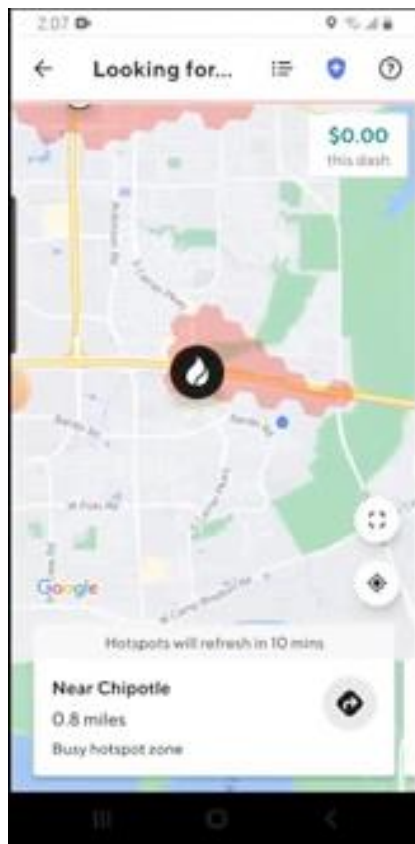 2:07
Looking for...
$0.00
this dash
Google
Hotspots will refresh in 10 mins
Near Chipotle
0.8 miles
Busy hotspot zone